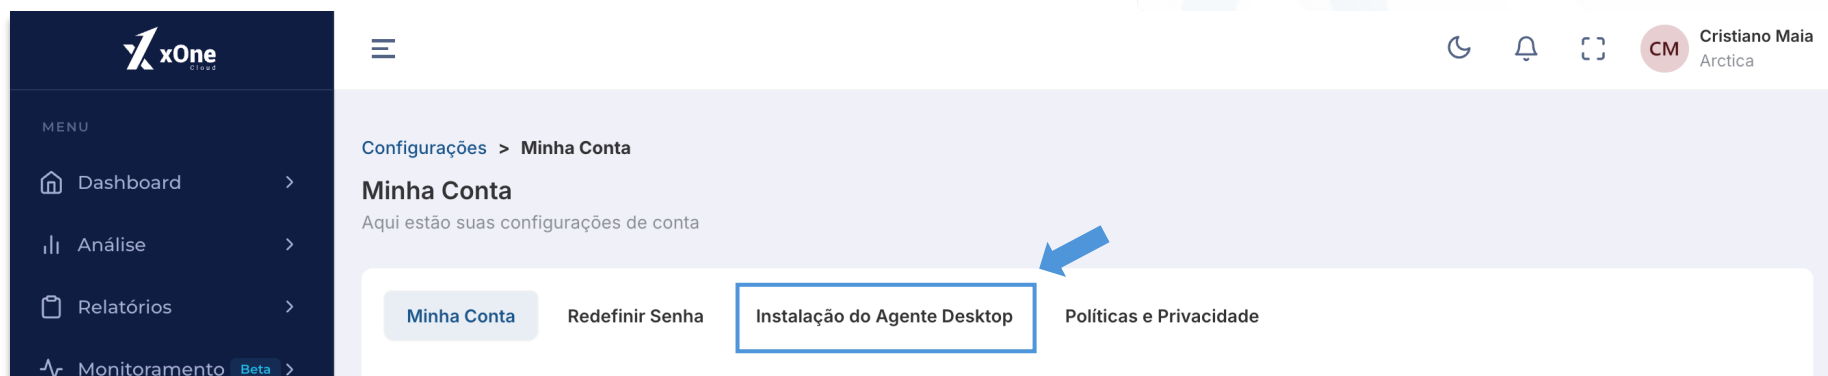 xOne
Cloud
CM
Cristiano Maia
Arctica
MENU
Dashboard
Análise
Relatórios
Monitoramento Beta
Configurações > Minha Conta
Minha Conta
Aqui estão suas configurações de conta
Minha Conta Redefinir Senha Instalação do Agente Desktop Políticas e Privacidade